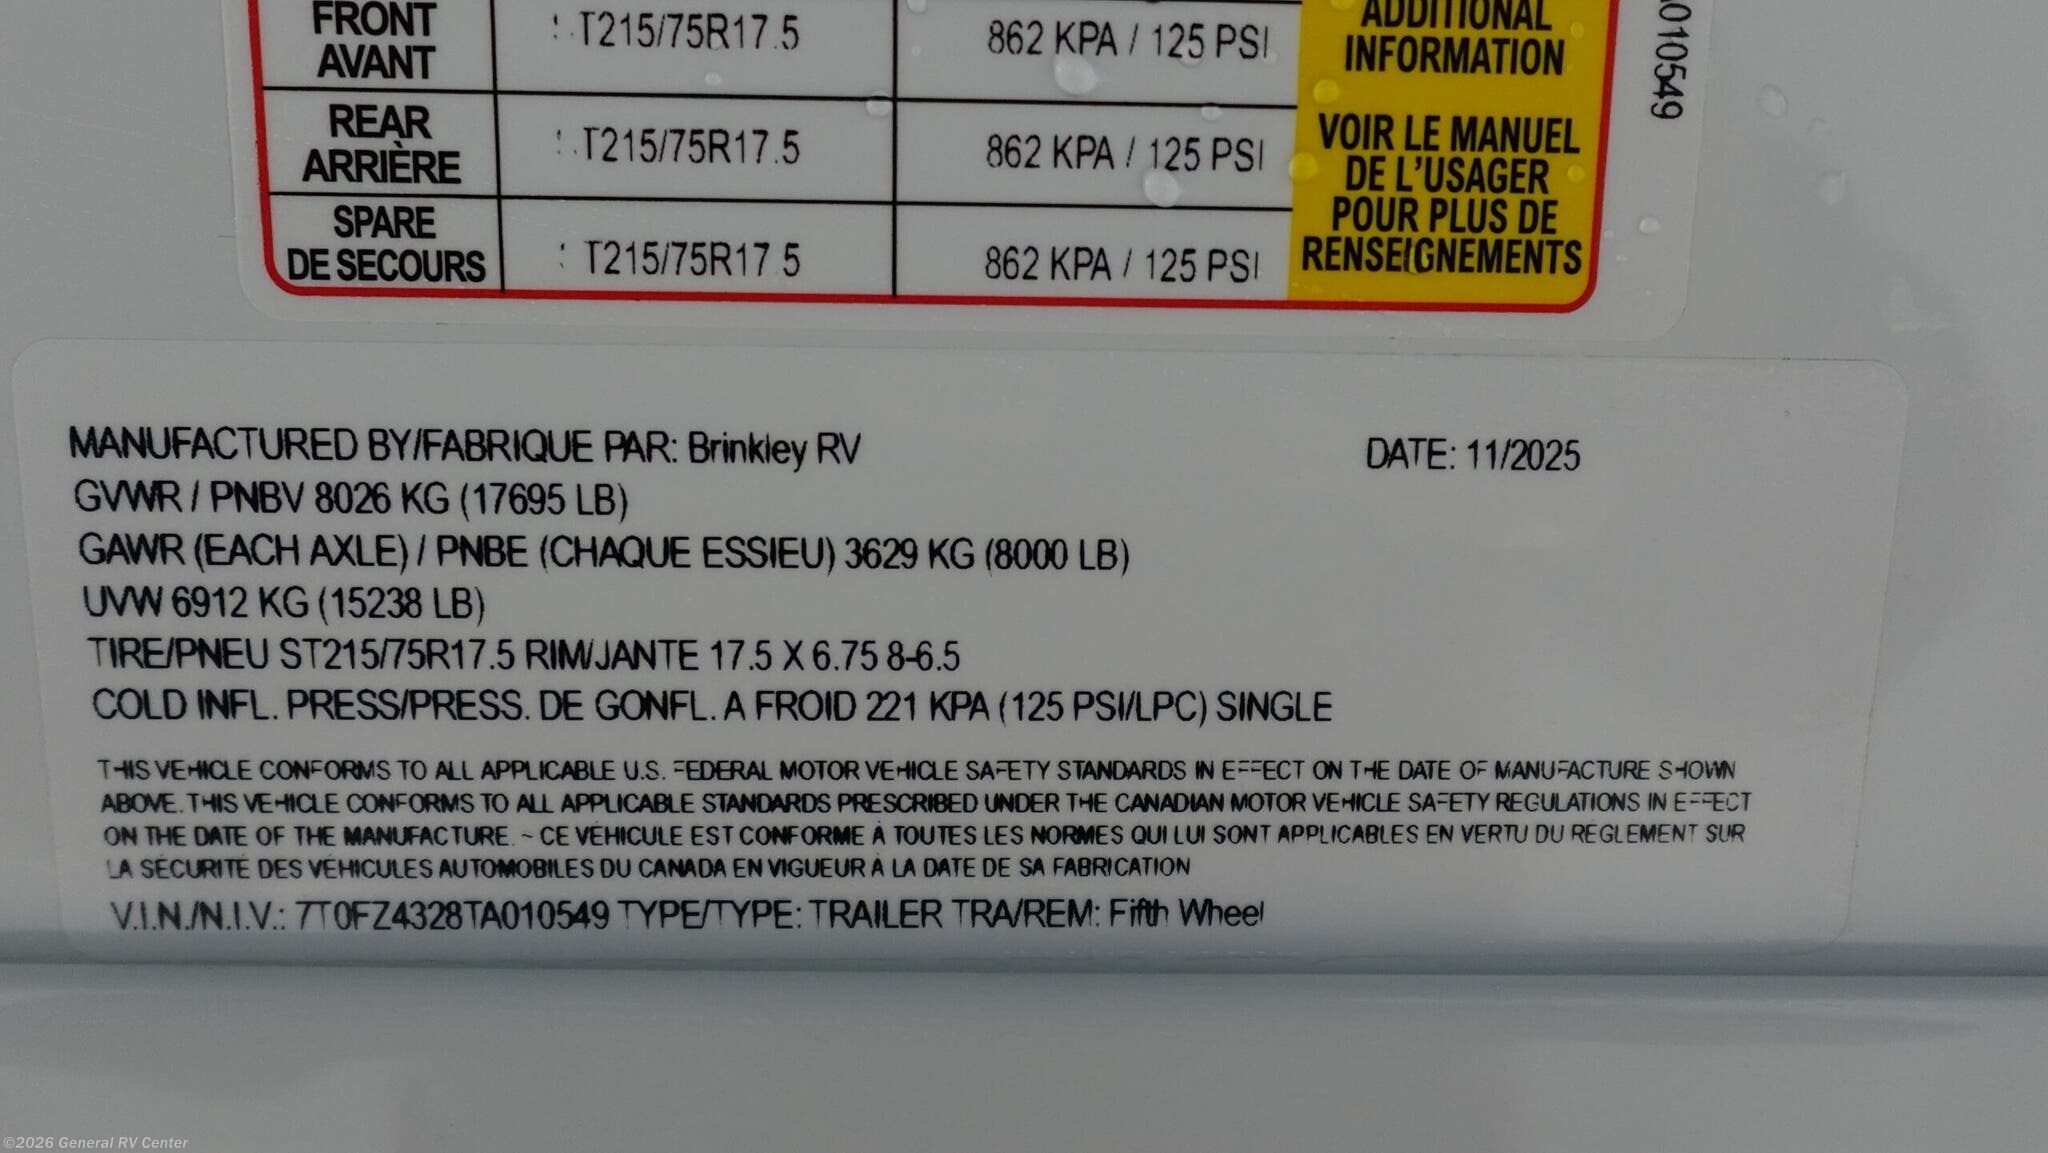 FRONT
AVANT
T215/75R17.5
862 KPA / 125 PSI
ADDITIONAL
INFORMATION
REAR
ARRIÈRE
T215/75R17.5
862 KPA / 125 PSI
VOIR LE MANUEL
DE L'USAGER
POUR PLUS DE
RENSEIGNEMENTS
SPARE
DE SECOURS
T215/75R17.5
862 KPA / 125 PSI
A010549
MANUFACTURED BY/FABRIQUE PAR: Brinkley RV DATE: 11/2025
GVWR / PNBV 8026 KG (17695 LB)
GAWR (EACH AXLE) / PNBE (CHAQUE ESSIEU) 3629 KG (8000 LB)
UVW 6912 KG (15238 LB)
TIRE/PNEU ST215/75R17.5 RIM/JANTE 17.5 X 6.75 8-6.5
COLD INFL. PRESS/PRESS. DE GONFL. A FROID 221 KPA (125 PSI/LPC) SINGLE
THIS VEHICLE CONFORMS TO ALL APPLICABLE U.S. FEDERAL MOTOR VEHICLE SAFETY STANDARDS IN EFFECT ON THE DATE OF MANUFACTURE SHOWN
ABOVE. THIS VEHICLE CONFORMS TO ALL APPLICABLE STANDARDS PRESCRIBED UNDER THE CANADIAN MOTOR VEHICLE SAFETY REGULATIONS IN EFFECT
ON THE DATE OF THE MANUFACTURE. ~ CE VÉHICULE EST CONFORME À TOUTES LES NORMES QUI LUI SONT APPLICABLES EN VERTU DU RÈGLEMENT SUR
LA SÉCURITÉ DES VÉHICULES AUTOMOBILES DU CANADA EN VIGUEUR À LA DATE DE SA FABRICATION
V.I.N./N.I.V.: 7T0FZ4328TA010549 TYPE/TYPE: TRAILER TRA/REM: Fifth Wheel
©2026 General RV Center